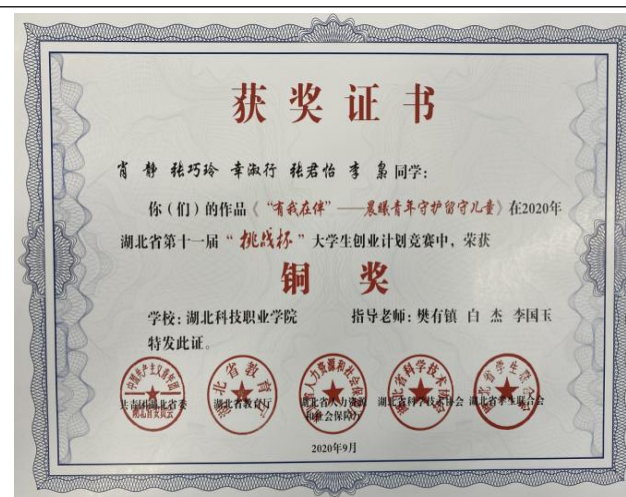 获奖证书
肖静 张巧玲 幸淑行 张君怡 李枭 同学:
你(们)的作品《“有我在伴”——晨曦青年守护留守儿童》在2020年
湖北省第十一届“挑战杯”大学生创业计划竞赛中，荣获
铜 奖
学校: 湖北科技职业学院 指导老师: 樊有镇 白杰 李国玉
特发此证。
共青团湖北省委 湖北省教育厅 湖北省人力资源和社会保障厅 湖北省科学技术协会 湖北省学生联合会
2020年9月